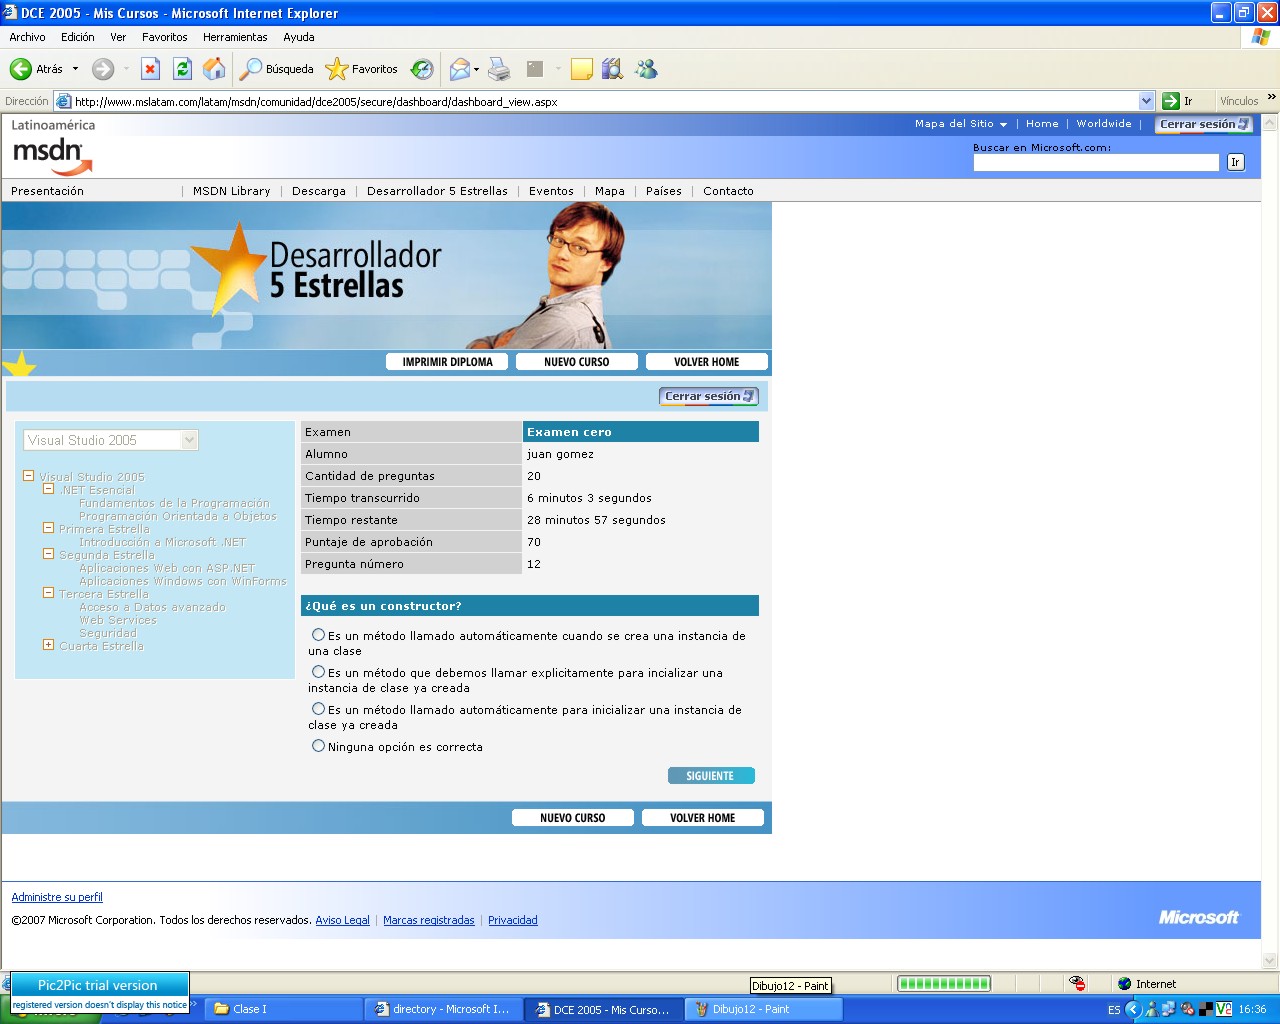 DCE 2005 - Mis Cursos - Microsoft Internet Explorer
Archivo Edición Ver Favoritos Herramientas Ayuda
Atrás Búsqueda Favoritos
Dirección http://www.mslatam.com/latam/msdn/comunidad/dce2005/secure/dashboard/dashboard_view.aspx Ir Vínculos »
Latinoamérica Mapa del Sitio | Home | Worldwide | Cerrar sesión
msdn
Buscar en Microsoft.com:
Ir
Presentación | MSDN Library | Descarga | Desarrollador 5 Estrellas | Eventos | Mapa | Países | Contacto
Desarrollador
5 Estrellas
IMPRIMIR DIPLOMA NUEVO CURSO VOLVER HOME
Cerrar sesión
Visual Studio 2005
Visual Studio 2005
.NET Esencial
Fundamentos de la Programación
Programación Orientada a Objetos
Primera Estrella
Introducción a Microsoft .NET
Segunda Estrella
Aplicaciones Web con ASP.NET
Aplicaciones Windows con WinForms
Tercera Estrella
Acceso a Datos avanzado
Web Services
Seguridad
Cuarta Estrella
Examen Examen cero
Alumno juan gomez
Cantidad de preguntas 20
Tiempo transcurrido 6 minutos 3 segundos
Tiempo restante 28 minutos 57 segundos
Puntaje de aprobación 70
Pregunta número 12
¿Qué es un constructor?
Es un método llamado automáticamente cuando se crea una instancia de
una clase
Es un método que debemos llamar explicitamente para incializar una
instancia de clase ya creada
Es un método llamado automáticamente para inicializar una instancia de
clase ya creada
Ninguna opción es correcta
SIGUIENTE
NUEVO CURSO VOLVER HOME
Administre su perfil
©2007 Microsoft Corporation. Todos los derechos reservados. Aviso Legal | Marcas registradas | Privacidad
Microsoft
Pic2Pic trial version
registered version doesn't display this notice
Dibujo12 - Paint
Internet
Clase I directory - Microsoft I... DCE 2005 - Mis Curso... Dibujo12 - Paint ES 16:36